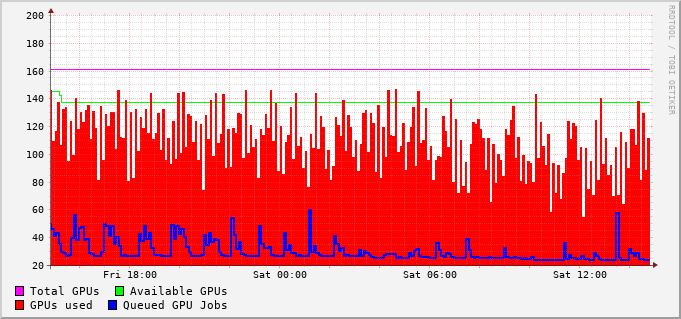 200
180
160
140
120
100
80
60
40
20
Fri 18:00 Sat 00:00 Sat 06:00 Sat 12:00
Total GPUs Available GPUs
GPUs used Queued GPU Jobs
RRDTOOL / TOBI OETIKER